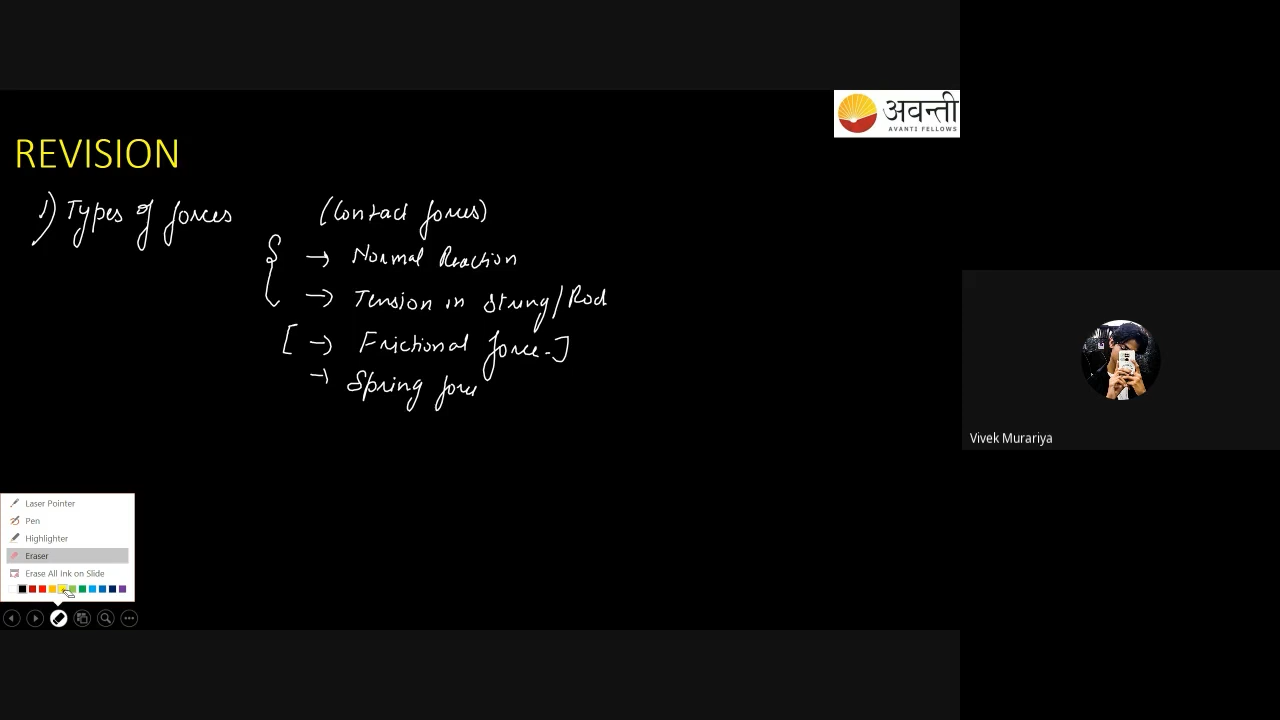 अवन्ती
AVANTI FELLOWS
REVISION
1) Types of forces
(Contact forces)
→ Normal Reaction
→ Tension in string/Rod
[ → Frictional force-]
→ Spring force
Vivek Murariya
Laser Pointer
Pen
Highlighter
Eraser
Erase All Ink on Slide